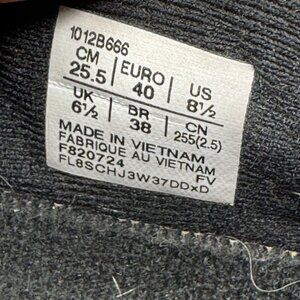 1012B666
CM EURO US
25.5 40 8½
UK BR CN
6½ 38 255(2.5)
MADE IN VIETNAM
FABRIQUE AU VIETNAM
F820724 FV
FL8SCHJ3W37DDxD